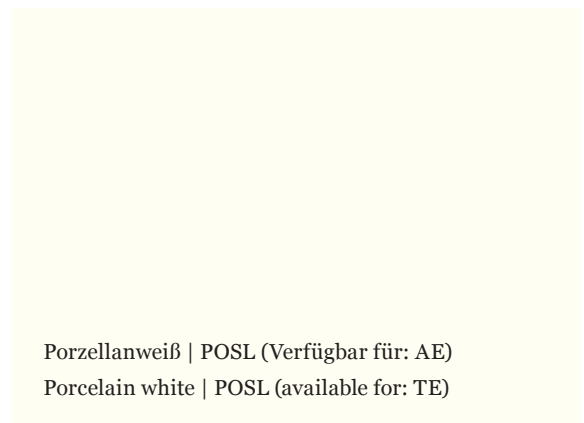 Porzellanweiß | POSL (Verfügbar für: AE)
Porcelain white | POSL (available for: TE)